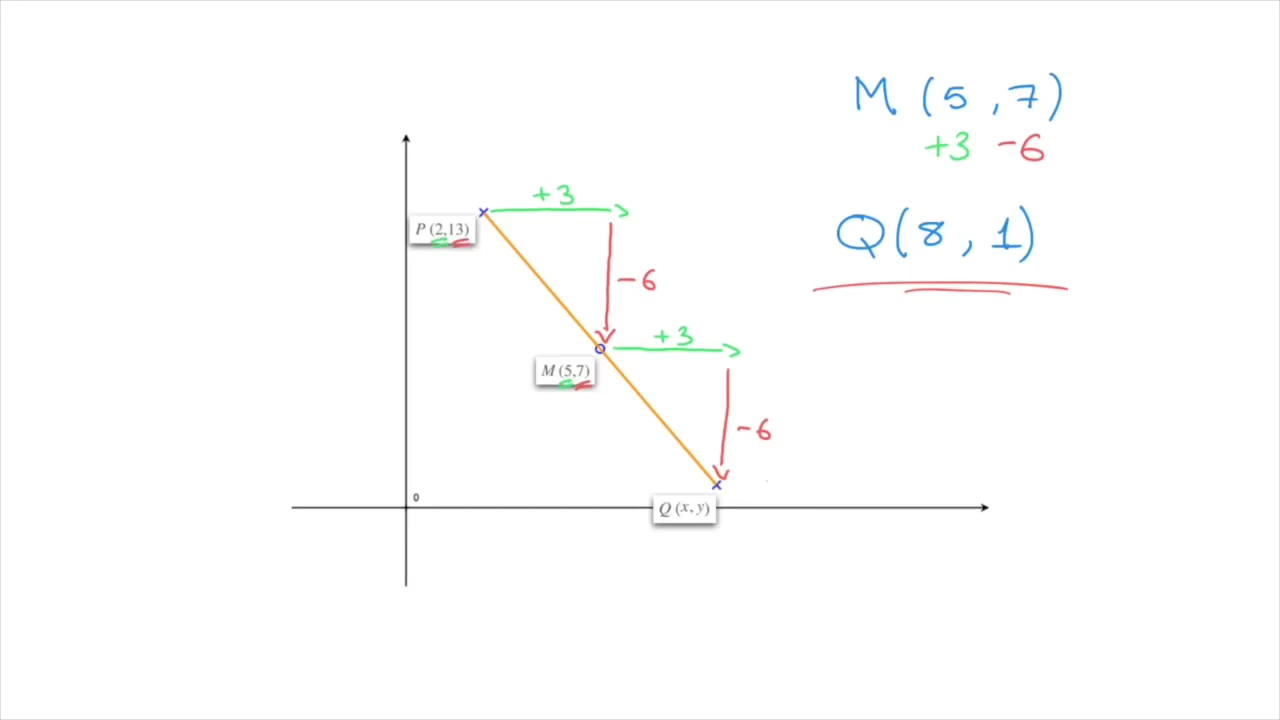 M (5 , 7)
+3 -6
+3
P (2,13)
Q (8 , 1)
-6
+3
M (5,7)
-6
0
Q (x, y)